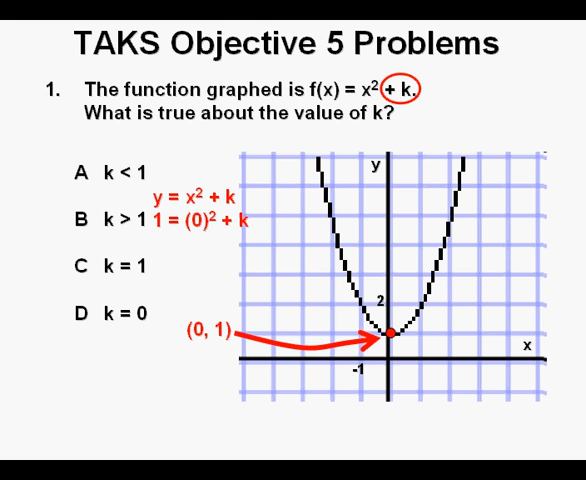 TAKS Objective 5 Problems
1. The function graphed is f(x) = x² + k.
What is true about the value of k?
A k < 1
y = x² + k
B k > 1 1 = (0)² + k
C k = 1
D k = 0
(0, 1)
y
2
x
-1